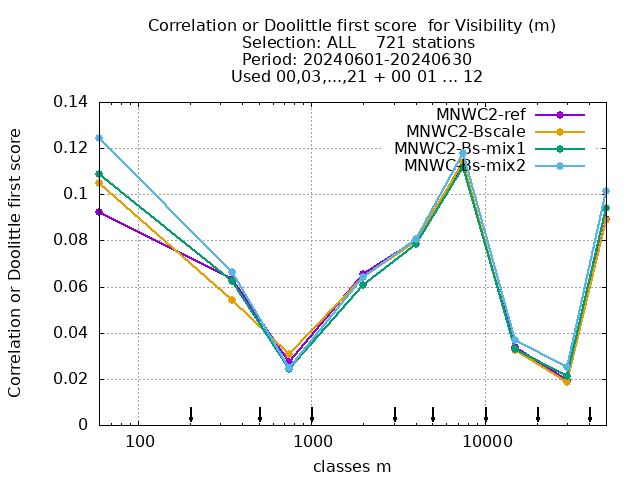 Correlation or Doolittle first score  for Visibility (m)
Selection: ALL    721 stations
Period: 20240601-20240630
Used 00,03,...,21 + 00 01 ... 12
MNWC2-ref
MNWC2-Bscale
MNWC2-Bs-mix1
MNWC2-Bs-mix2
Correlation or Doolittle first score
0.14
0.12
0.1
0.08
0.06
0.04
0.02
0
100
1000
10000
classes m